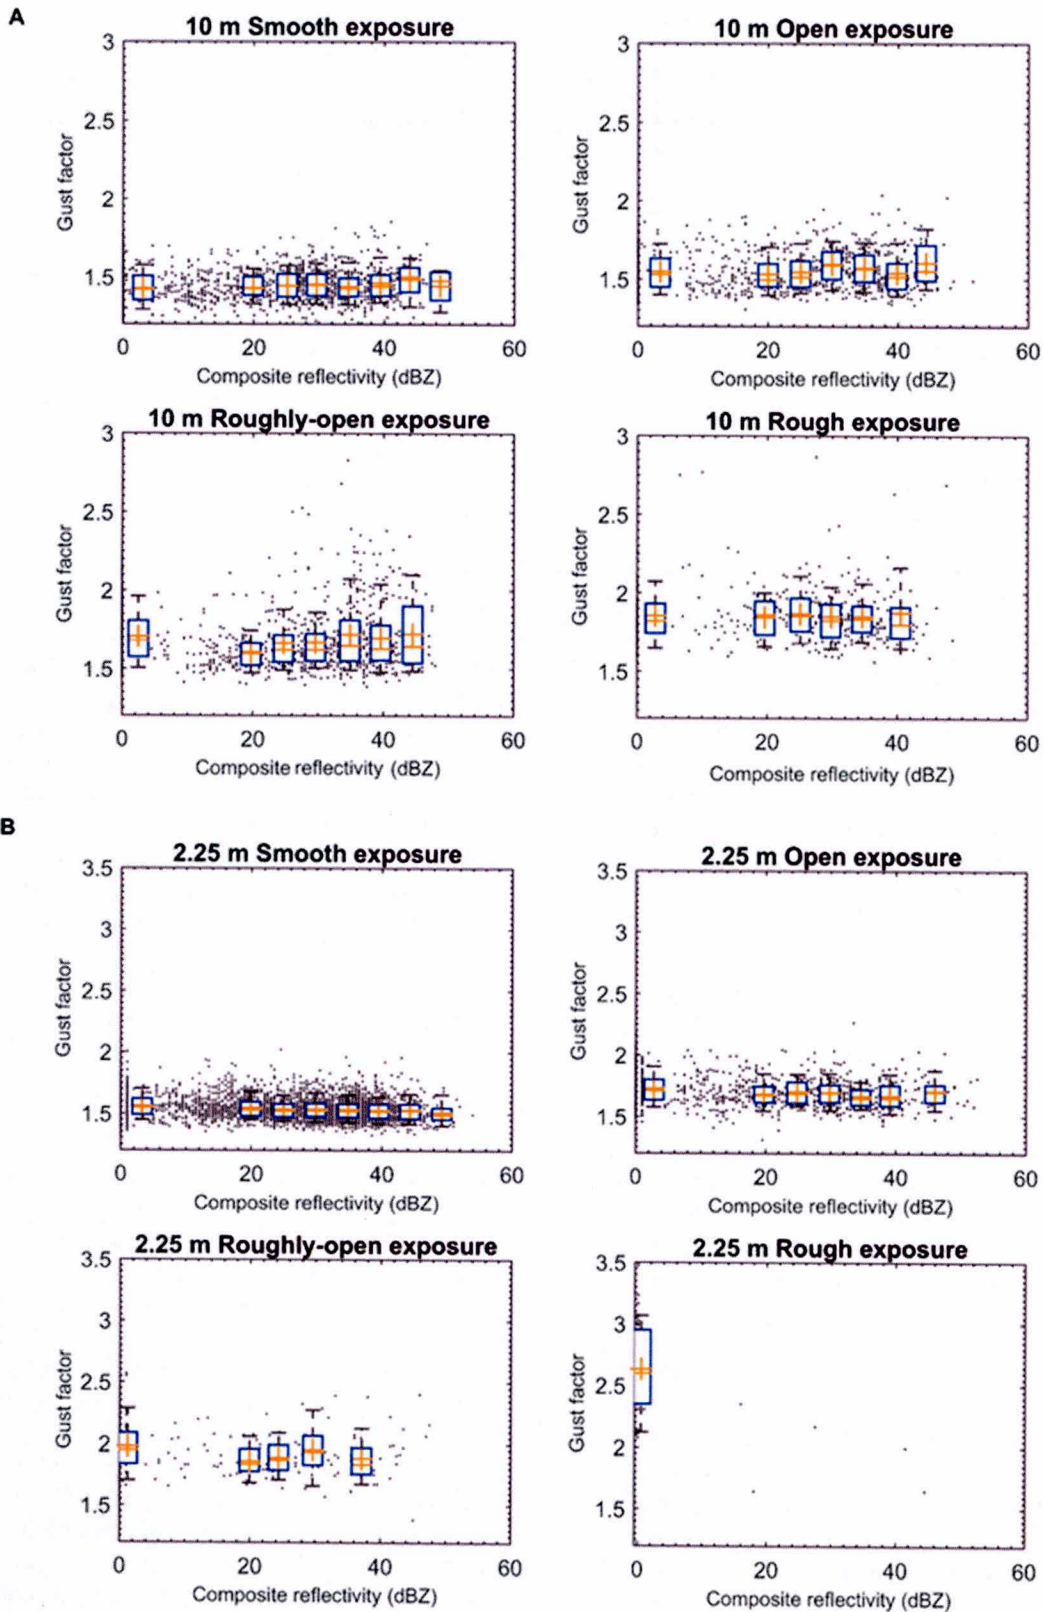 A
10 m Smooth exposure
10 m Open exposure
3
2.5
2
1.5
Gust factor
0 20 40 60
Composite reflectivity (dBZ)
3
2.5
2
1.5
Gust factor
0 20 40 60
Composite reflectivity (dBZ)
10 m Roughly-open exposure
10 m Rough exposure
3
2.5
2
1.5
Gust factor
0 20 40 60
Composite reflectivity (dBZ)
3
2.5
2
1.5
Gust factor
0 20 40 60
Composite reflectivity (dBZ)
B
2.25 m Smooth exposure
2.25 m Open exposure
3.5
3
2.5
2
1.5
Gust factor
0 20 40 60
Composite reflectivity (dBZ)
3.5
3
2.5
2
1.5
Gust factor
0 20 40 60
Composite reflectivity (dBZ)
2.25 m Roughly-open exposure
2.25 m Rough exposure
3.5
3
2.5
2
1.5
Gust factor
0 20 40 60
Composite reflectivity (dBZ)
3.5
3
2.5
2
1.5
Gust factor
0 20 40 60
Composite reflectivity (dBZ)